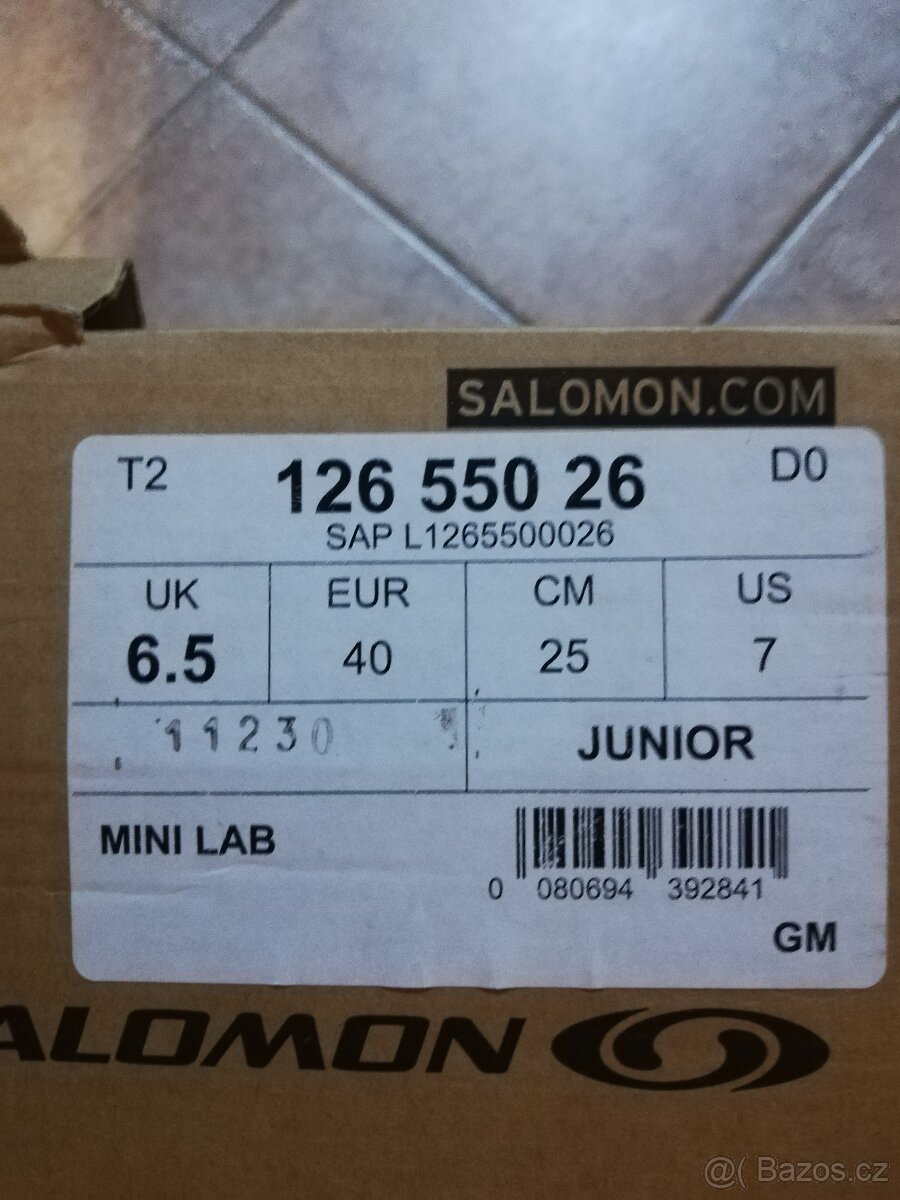 SALOMON.COM
T2 126 550 26 D0
SAP L1265500026
UK EUR CM US
6.5 40 25 7
11230 JUNIOR
MINI LAB
0 080694 392841
GM
ALOMON
@( Bazos.cz